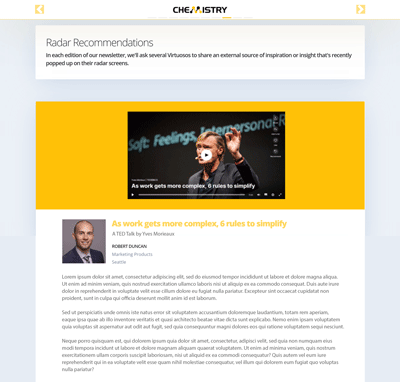 CHEMISTRY
Radar Recommendations
In each edition of our newsletter, we'll ask several Virtuosos to share an external source of inspiration or insight that's recently
popped up on their radar screens.
Soft: Feelings, Interpersonal R
As work gets more complex, 6 rules to simplify
As work gets more complex, 6 rules to simplify
A TED Talk by Yves Morieaux
ROBERT DUNCAN
Marketing Products
Seattle
Lorem ipsum dolor sit amet, consectetur adipiscing elit, sed do eiusmod tempor incididunt ut labore et dolore magna aliqua.
Ut enim ad minim veniam, quis nostrud exercitation ullamco laboris nisi ut aliquip ex ea commodo consequat. Duis aute irure
dolor in reprehenderit in voluptate velit esse cillum dolore eu fugiat nulla pariatur. Excepteur sint occaecat cupidatat non
proident, sunt in culpa qui officia deserunt mollit anim id est laborum.
Sed ut perspiciatis unde omnis iste natus error sit voluptatem accusantium doloremque laudantium, totam rem aperiam,
eaque ipsa quae ab illo inventore veritatis et quasi architecto beatae vitae dicta sunt explicabo. Nemo enim ipsam voluptatem
quia voluptas sit aspernatur aut odit aut fugit, sed quia consequuntur magni dolores eos qui ratione voluptatem sequi nesciunt.
Neque porro quisquam est, qui dolorem ipsum quia dolor sit amet, consectetur, adipisci velit, sed quia non numquam eius
modi tempora incidunt ut labore et dolore magnam aliquam quaerat voluptatem. Ut enim ad minima veniam, quis nostrum
exercitationem ullam corporis suscipit laboriosam, nisi ut aliquid ex ea commodi consequatur? Quis autem vel eum iure
reprehenderit qui in ea voluptate velit esse quam nihil molestiae consequatur, vel illum qui dolorem eum fugiat quo voluptas
nulla pariatur?